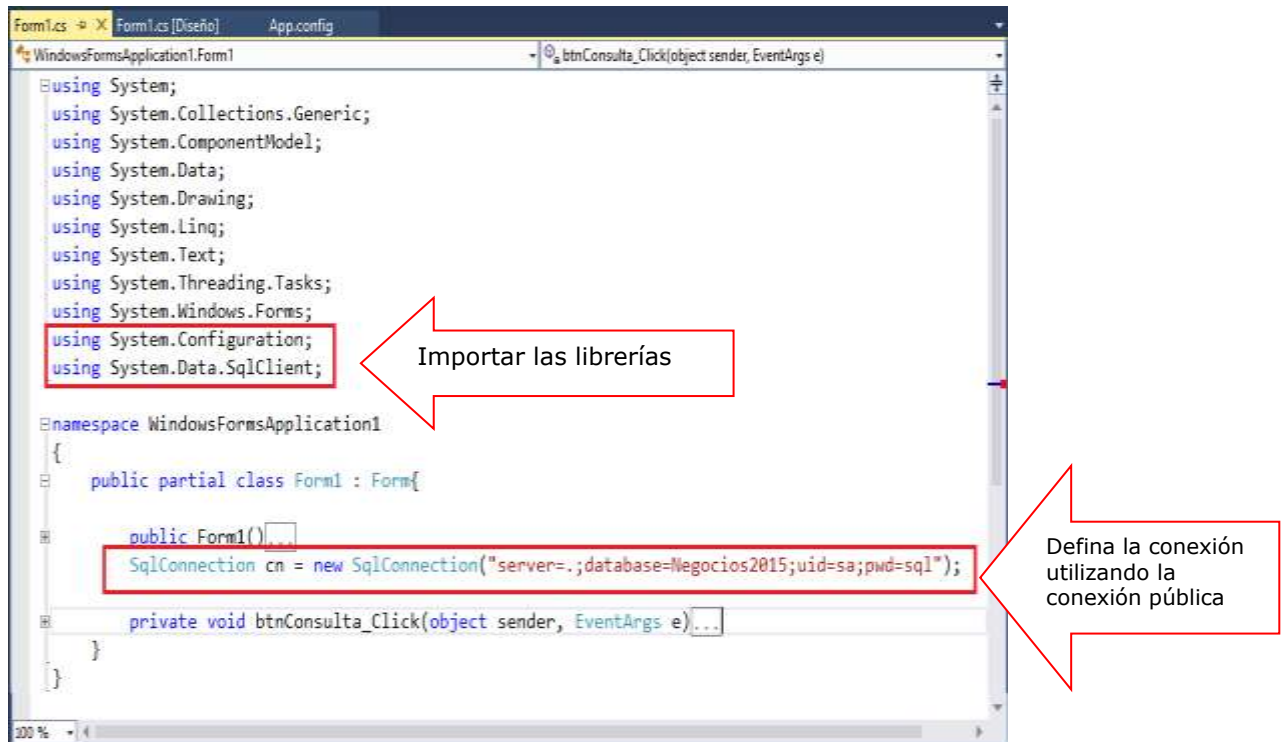 Form1.cs Form1.cs [Diseño] App.config
WindowsFormsApplication1.Form1 btnConsulta_Click(object sender, EventArgs e)
using System;
using System.Collections.Generic;
using System.ComponentModel;
using System.Data;
using System.Drawing;
using System.Linq;
using System.Text;
using System.Threading.Tasks;
using System.Windows.Forms;
using System.Configuration;
using System.Data.SqlClient;
Importar las librerías
namespace WindowsFormsApplication1
{
public partial class Form1 : Form{
public Form1()...
SqlConnection cn = new SqlConnection("server=.;database=Negocios2015;uid=sa;pwd=sql");
Defina la conexión
utilizando la
conexión pública
private void btnConsulta_Click(object sender, EventArgs e)...
}
}
100 %